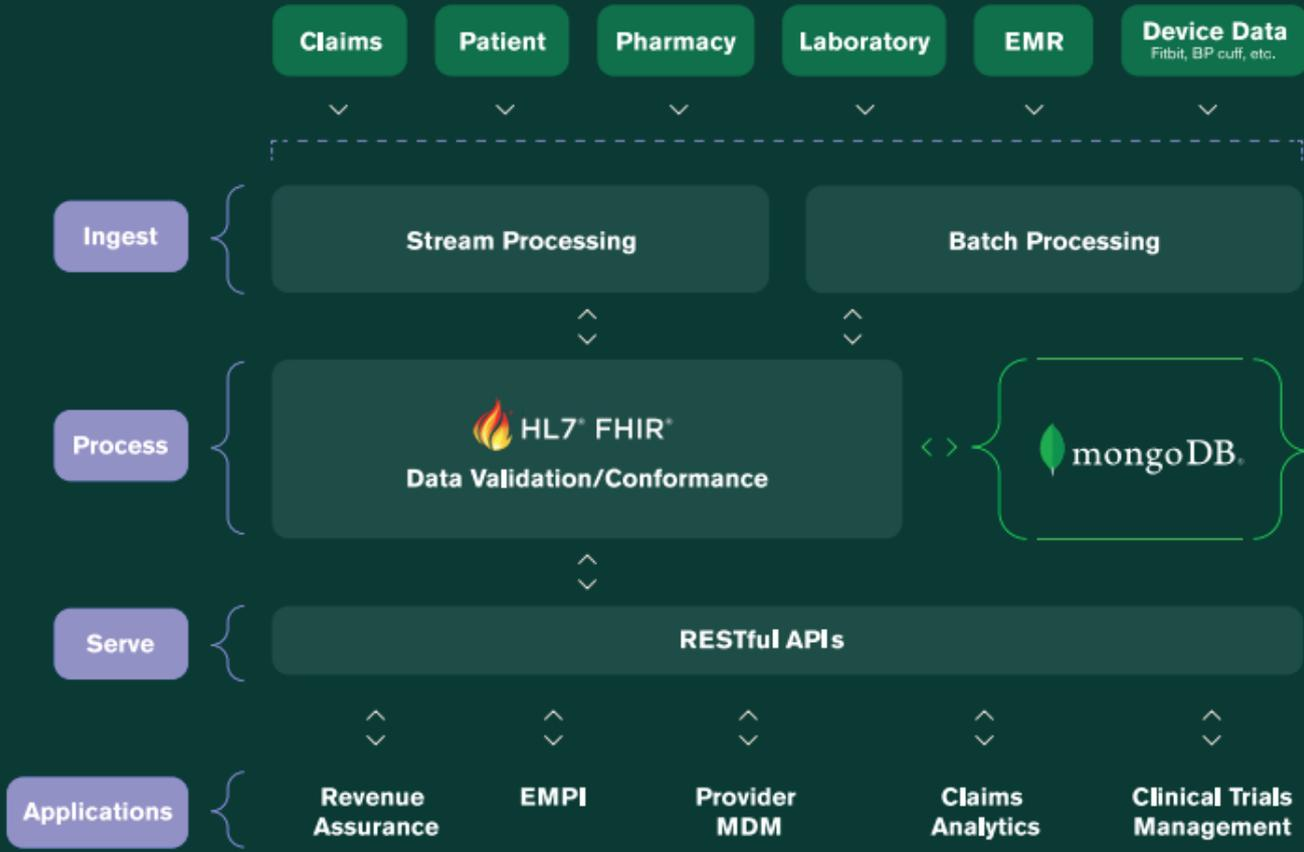 Claims
Patient
Pharmacy
Laboratory
EMR
Device Data
Fitbit, BP cuff, etc.
Ingest
Stream Processing
Batch Processing
Process
HL7® FHIR®
Data Validation/Conformance
mongoDB®
Serve
RESTful APIs
Applications
Revenue
Assurance
EMPI
Provider
MDM
Claims
Analytics
Clinical Trials
Management